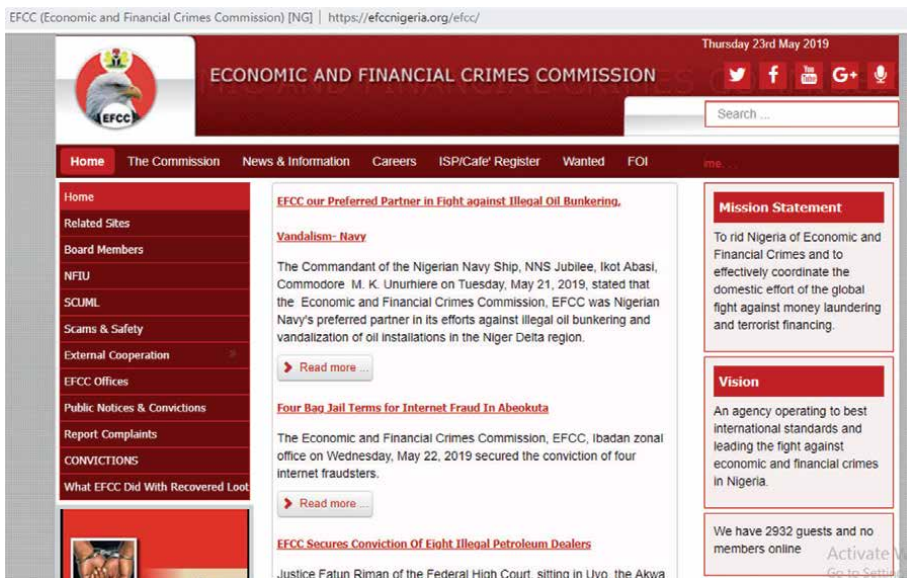 EFCC (Economic and Financial Crimes Commission) [NG] | https://efccnigeria.org/efcc/
Thursday 23rd May 2019
ECONOMIC AND FINANCIAL CRIMES COMMISSION
EFCC
You
Tube
G+
Search ...
Home
The Commission
News & Information
Careers
ISP/Cafe' Register
Wanted
FOI
me. . .
Home
Related Sites
Board Members
NFIU
SCUML
Scams & Safety
External Cooperation
EFCC Offices
Public Notices & Convictions
Report Complaints
CONVICTIONS
What EFCC Did With Recovered Loot
EFCC our Preferred Partner in Fight against Illegal Oil Bunkering,
Vandalism- Navy
The Commandant of the Nigerian Navy Ship, NNS Jubilee, Ikot Abasi,
Commodore M. K. Unurhiere on Tuesday, May 21, 2019, stated that
the Economic and Financial Crimes Commission, EFCC was Nigerian
Navy's preferred partner in its efforts against illegal oil bunkering and
vandalization of oil installations in the Niger Delta region.
Read more ...
Four Bag Jail Terms for Internet Fraud In Abeokuta
The Economic and Financial Crimes Commission, EFCC, Ibadan zonal
office on Wednesday, May 22, 2019 secured the conviction of four
internet fraudsters.
Read more ...
EFCC Secures Conviction Of Eight Illegal Petroleum Dealers
Justice Fatun Riman of the Federal High Court, sitting in Uyo, the Akwa
Mission Statement
To rid Nigeria of Economic and
Financial Crimes and to
effectively coordinate the
domestic effort of the global
fight against money laundering
and terrorist financing.
Vision
An agency operating to best
international standards and
leading the fight against
economic and financial crimes
in Nigeria.
We have 2932 guests and no
members online
Activate W
Go to Setting